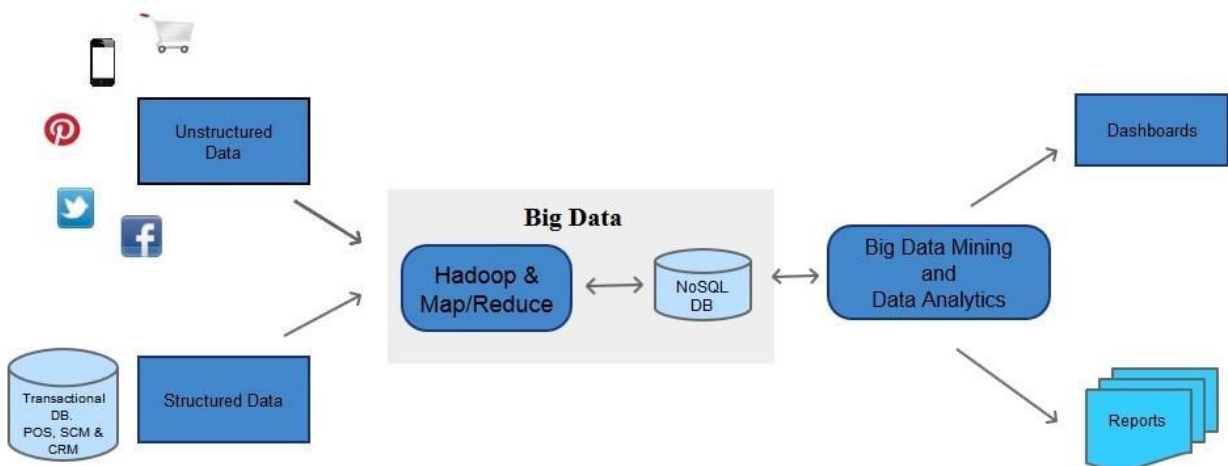 Unstructured
Data
Dashboards
Big Data
Hadoop &
Map/Reduce
NoSQL
DB
Big Data Mining
and
Data Analytics
Transactional
DB.
POS, SCM &
CRM
Structured Data
Reports